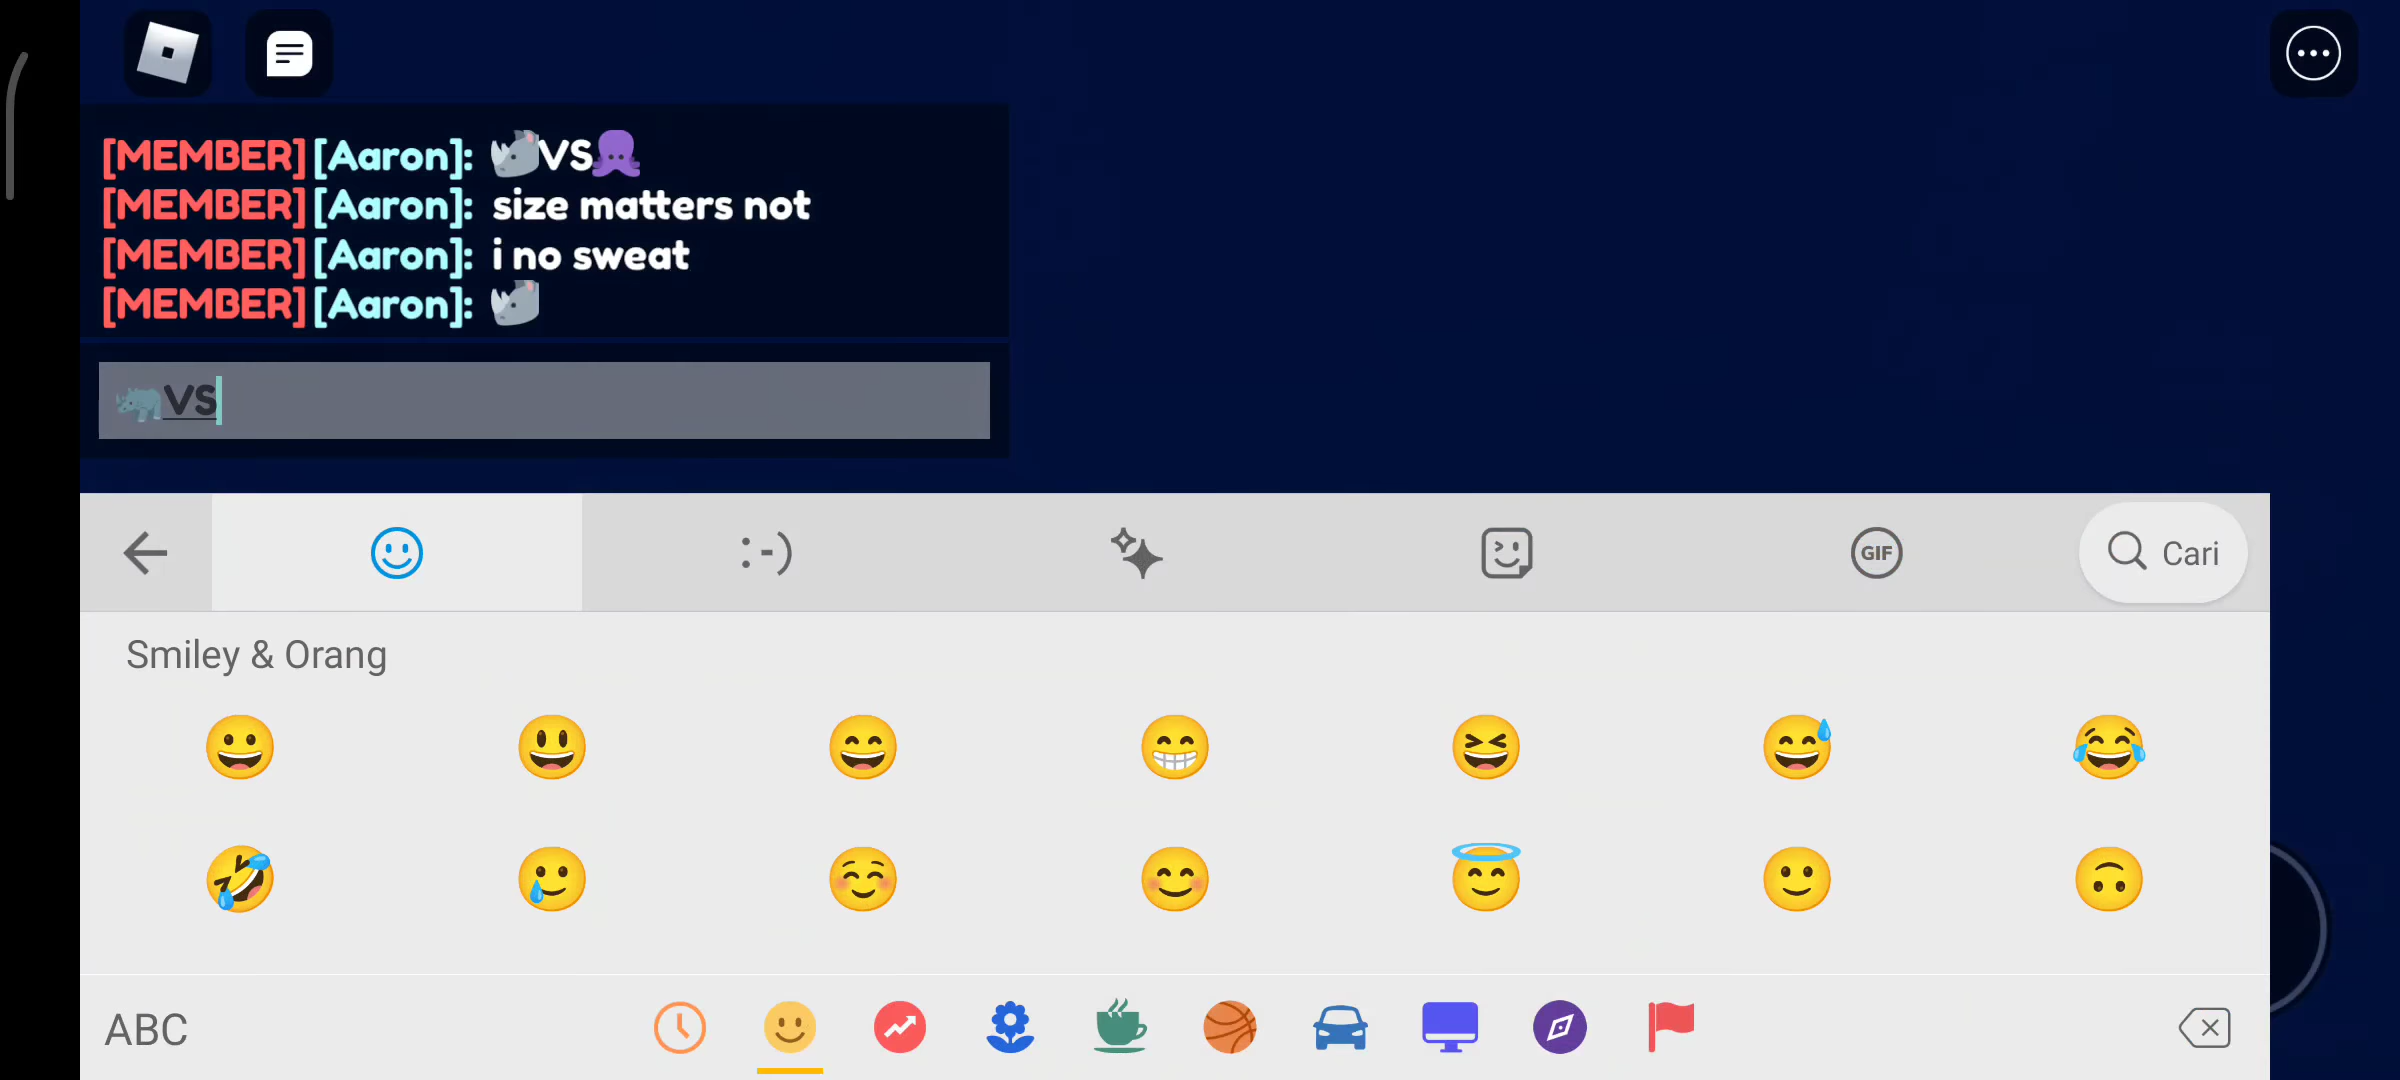 [MEMBER][Aaron]: 🦏VS🐙
[MEMBER][Aaron]: size matters not
[MEMBER][Aaron]: i no sweat
[MEMBER][Aaron]: 🦏
🦏VS
:-)
GIF
Cari
Smiley & Orang
ABC